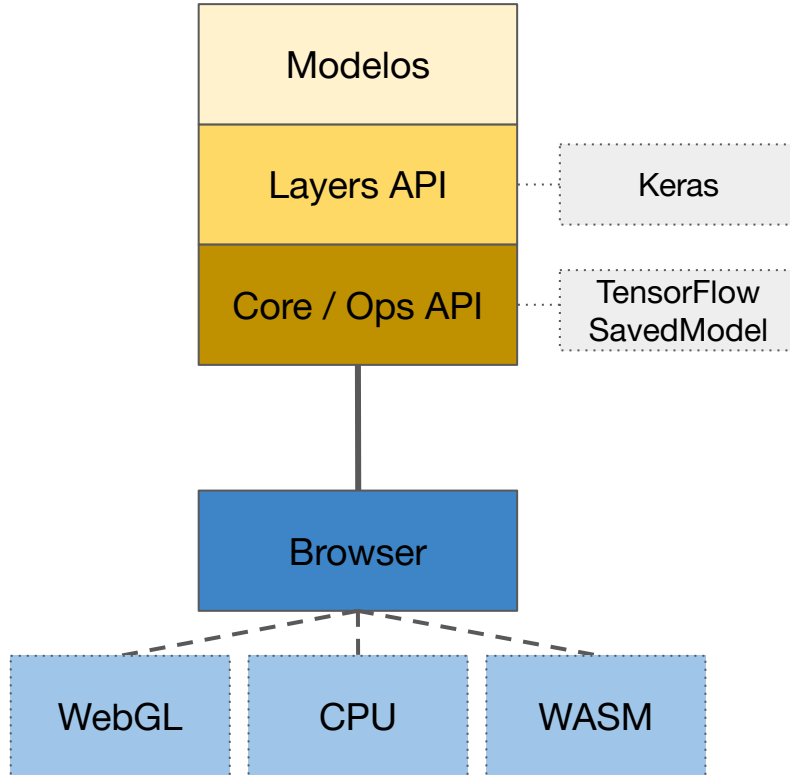 Modelos
Layers API
Keras
Core / Ops API
TensorFlow
SavedModel
Browser
WebGL
CPU
WASM